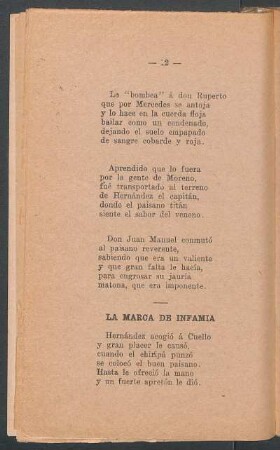 — 12 —
Le "bombea" á don Ruperto
que por Mercedes se antoja
y lo hace en la cuerda floja
bailar como un condenado,
dejando el suelo empapado
de sangre cobarde y roja.
Aprendido que lo fuera
por la gente de Moreno,
fué transportado al terreno
de Hernández el capitán,
donde el paisano titán
siente el sabor del veneno.
Don Juan Manuel conmutó
al paisano reverente,
sabiendo que era un valiente
y que gran falta le hacía,
para engrosar su jauría
matona, que era imponente.
LA MARCA DE INFAMIA
Hernández acogió á Cuello
y gran placer le causó,
cuando el chiripá punzó
se colocó el buen paisano.
Hasta le ofreció la mano
y un fuerte apretón le dió.